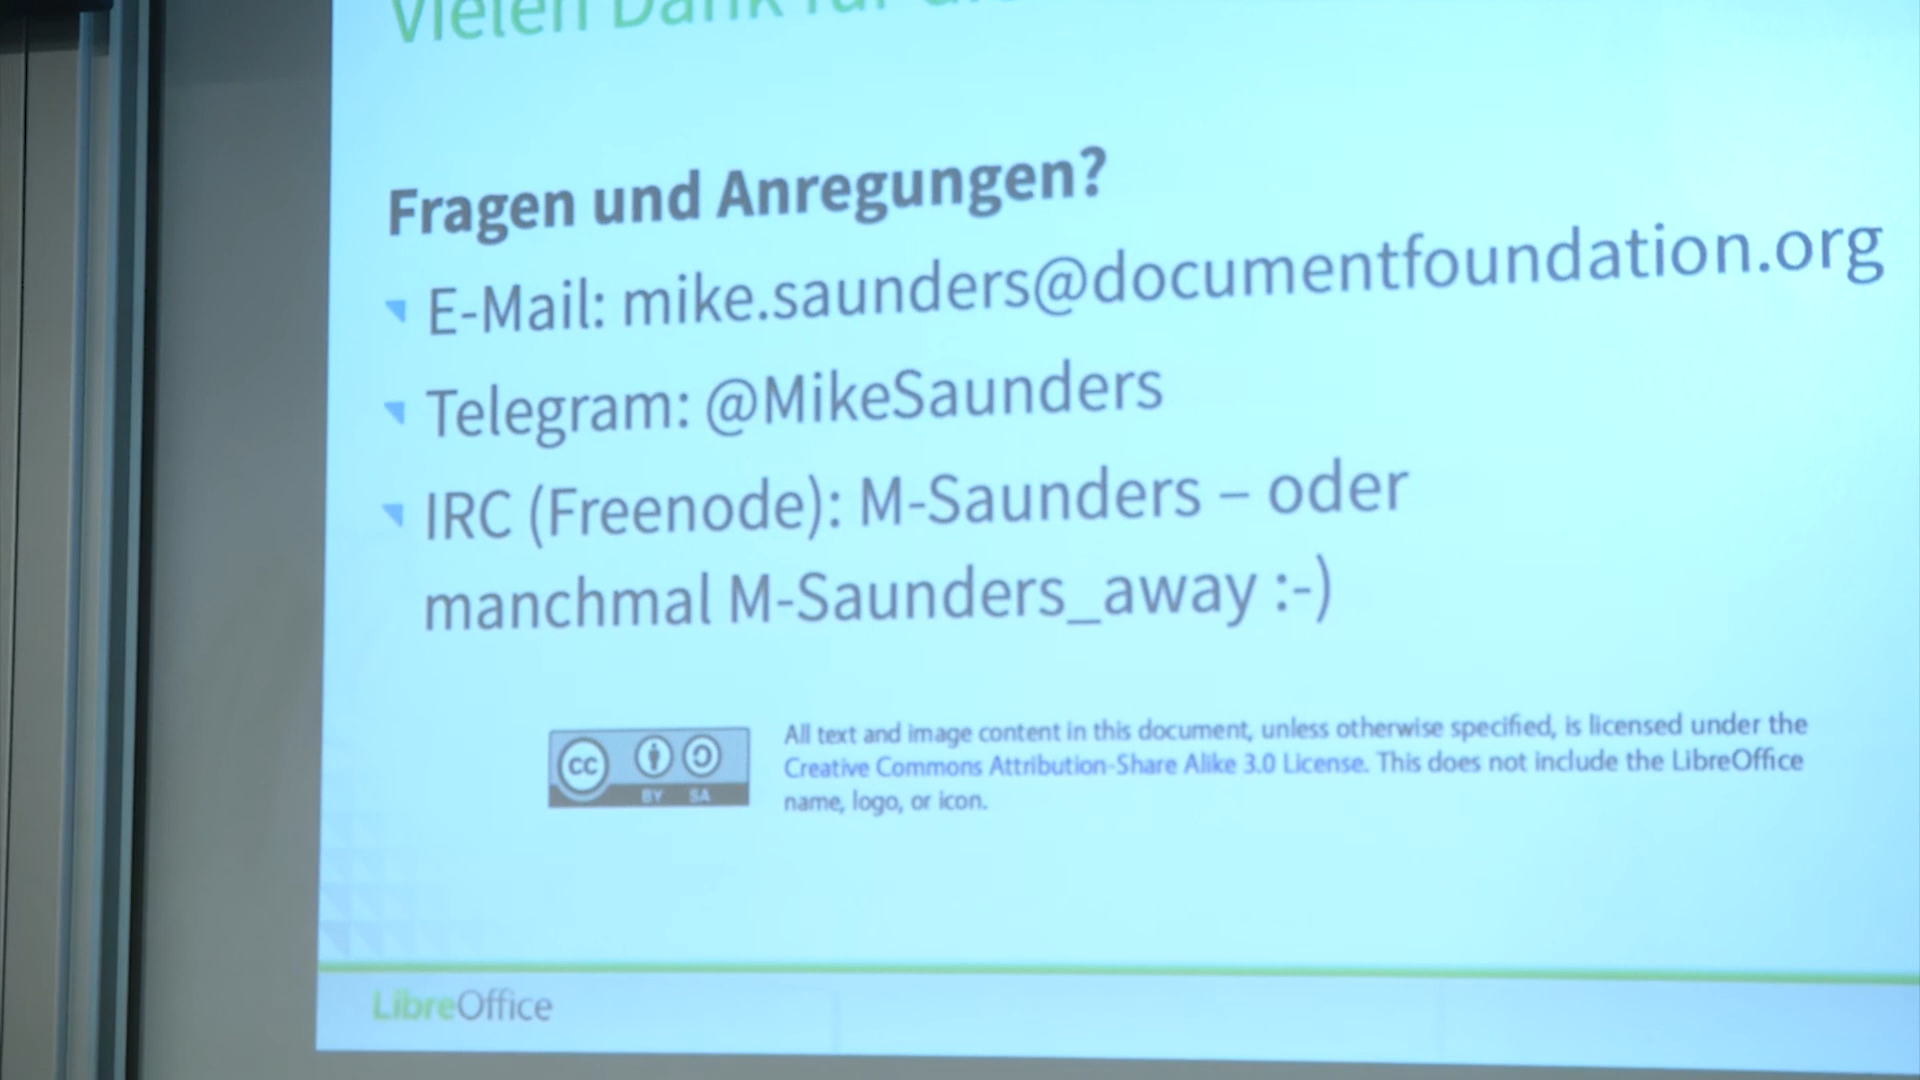 Vielen Dank für
Fragen und Anregungen?
E-Mail: mike.saunders@documentfoundation.org
Telegram: @MikeSaunders
IRC (Freenode): M-Saunders – oder
manchmal M-Saunders_away :-)
cc
BY SA
All text and image content in this document, unless otherwise specified, is licensed under the
Creative Commons Attribution-Share Alike 3.0 License. This does not include the LibreOffice
name, logo, or icon.
LibreOffice